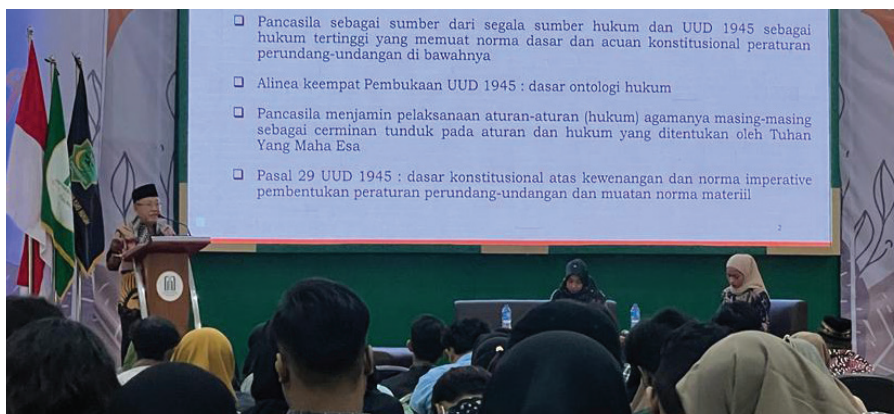 ❑ Pancasila sebagai sumber dari segala sumber hukum dan UUD 1945 sebagai
hukum tertinggi yang memuat norma dasar dan acuan konstitusional peraturan
perundang-undangan di bawahnya
❑ Alinea keempat Pembukaan UUD 1945 : dasar ontologi hukum
❑ Pancasila menjamin pelaksanaan aturan-aturan (hukum) agamanya masing-masing
sebagai cerminan tunduk pada aturan dan hukum yang ditentukan oleh Tuhan
Yang Maha Esa
❑ Pasal 29 UUD 1945 : dasar konstitusional atas kewenangan dan norma imperative
pembentukan peraturan perundang-undangan dan muatan norma materiil
2